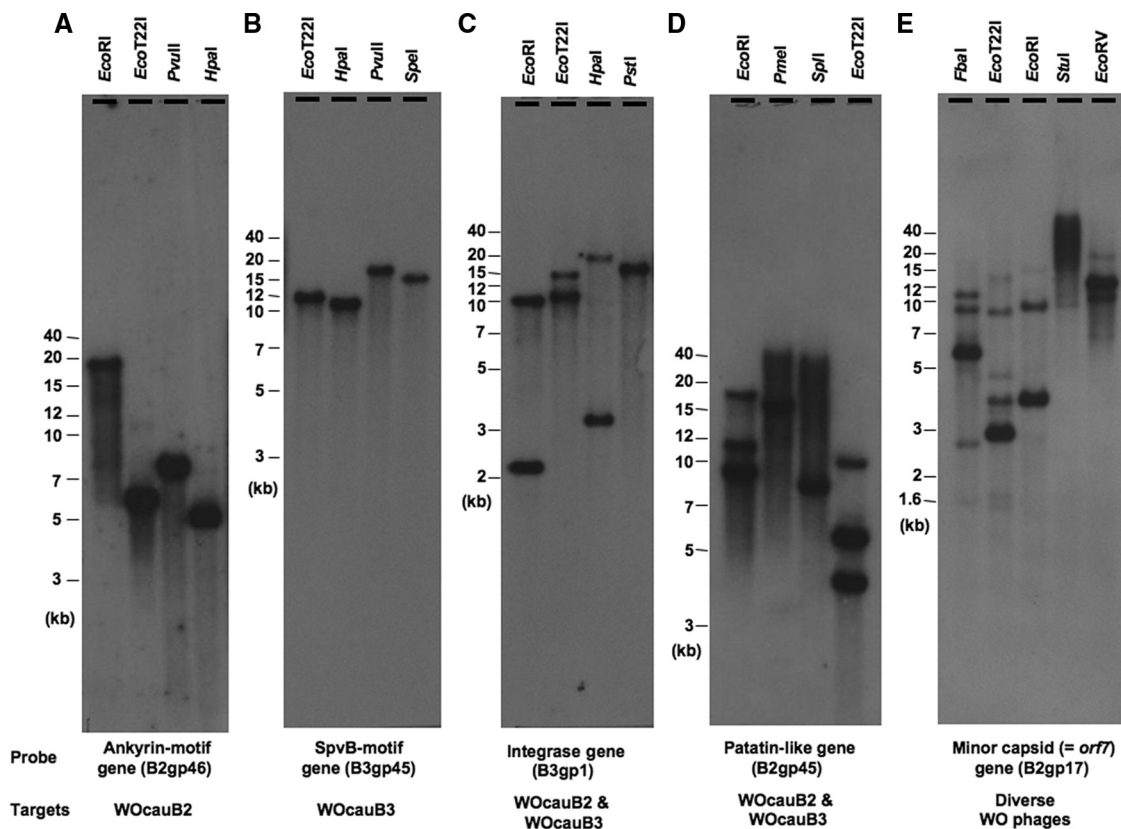 A
EcoRI
EcoT22I
PvuII
HpaI
40
20
15
12
10
7
5
3
(kb)
B
EcoT22I
HpaI
PvuII
SpeI
40
20
15
12
10
7
5
3
(kb)
C
EcoRI
EcoT22I
HpaI
PstI
40
20
15
12
10
7
5
3
2
(kb)
D
EcoRI
PmeI
SplI
EcoT22I
40
20
15
12
10
7
5
3
(kb)
E
FbaI
EcoT22I
EcoRI
StuI
EcoRV
40
20
15
12
10
7
5
3
2
1.6
(kb)
Probe
Ankyrin-motif
gene (B2gp46)
SpvB-motif
gene (B3gp45)
Integrase gene
(B3gp1)
Patatin-like gene
(B2gp45)
Minor capsid (= orf7)
gene (B2gp17)
Targets
WOcauB2
WOcauB3
WOcauB2 &
WOcauB3
WOcauB2 &
WOcauB3
Diverse
WO phages